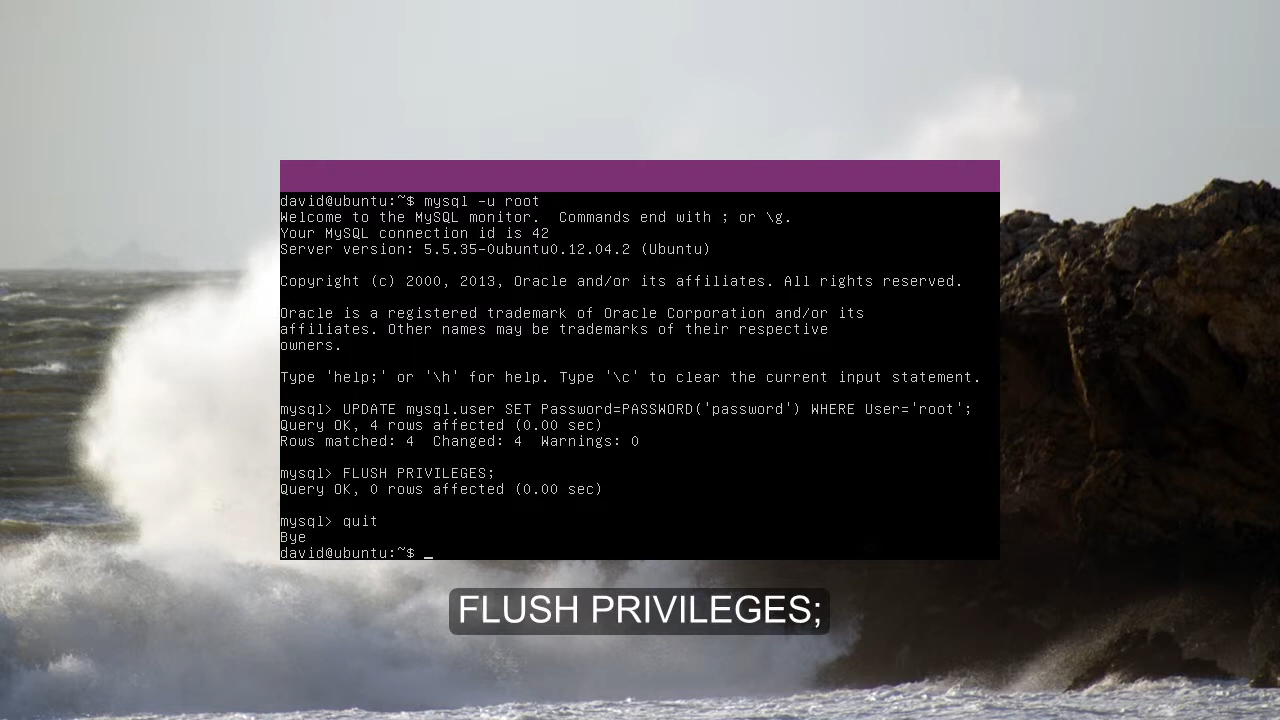 david@ubuntu:~$ mysql -u root
Welcome to the MySQL monitor.  Commands end with ; or \g.
Your MySQL connection id is 42
Server version: 5.5.35-0ubuntu0.12.04.2 (Ubuntu)
Copyright (c) 2000, 2013, Oracle and/or its affiliates. All rights reserved.
Oracle is a registered trademark of Oracle Corporation and/or its
affiliates. Other names may be trademarks of their respective
owners.
Type 'help;' or '\h' for help. Type '\c' to clear the current input statement.
mysql> UPDATE mysql.user SET Password=PASSWORD('password') WHERE User='root';
Query OK, 4 rows affected (0.00 sec)
Rows matched: 4  Changed: 4  Warnings: 0
mysql> FLUSH PRIVILEGES;
Query OK, 0 rows affected (0.00 sec)
mysql> quit
Bye
david@ubuntu:~$ _
FLUSH PRIVILEGES;